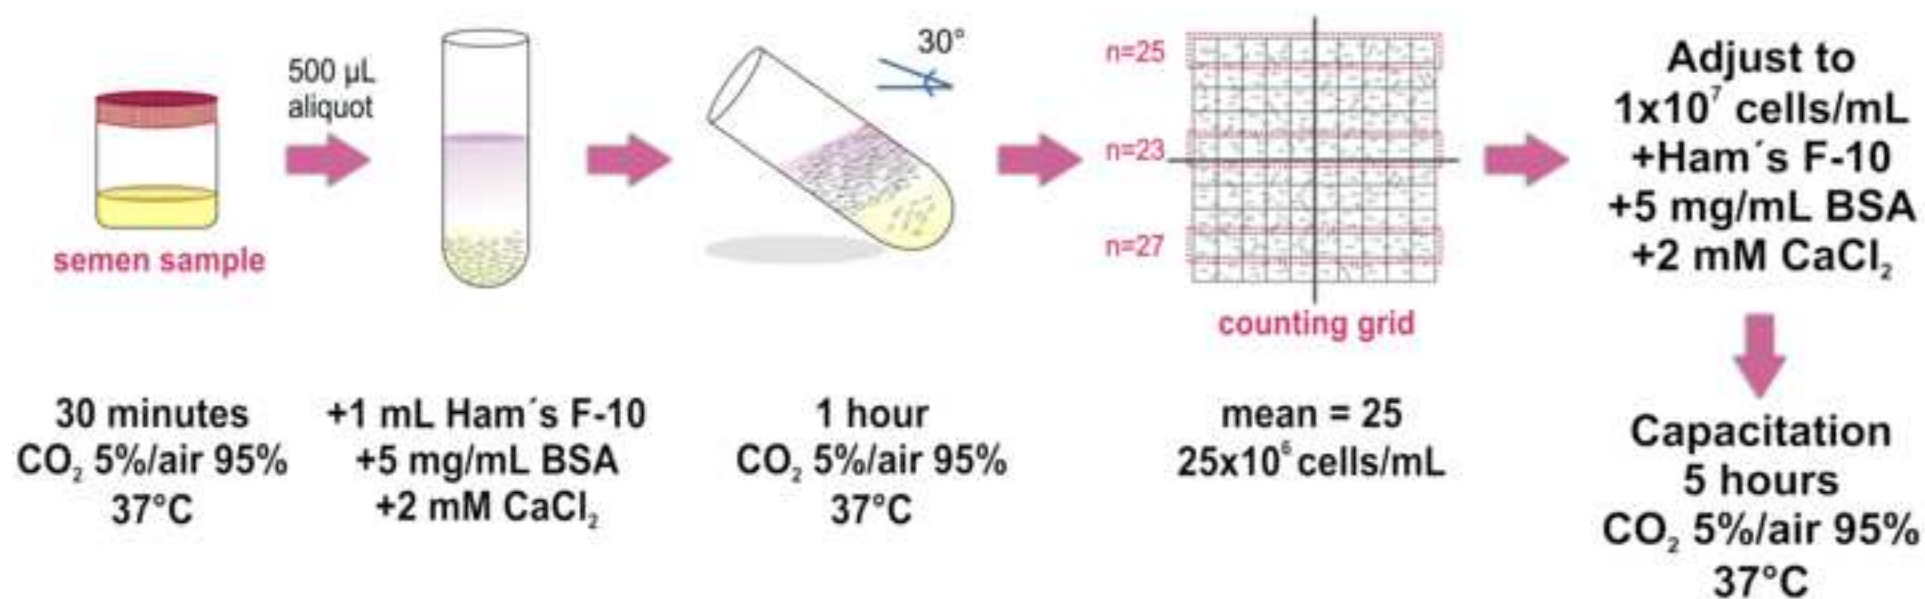 semen sample
30 minutes
CO₂ 5%/air 95%
37°C
500 µL
aliquot
+1 mL Ham´s F-10
+5 mg/mL BSA
+2 mM CaCl₂
30°
1 hour
CO₂ 5%/air 95%
37°C
n=25
n=23
n=27
counting grid
mean = 25
25x10⁶ cells/mL
Adjust to
1x10⁷ cells/mL
+Ham´s F-10
+5 mg/mL BSA
+2 mM CaCl₂
Capacitation
5 hours
CO₂ 5%/air 95%
37°C